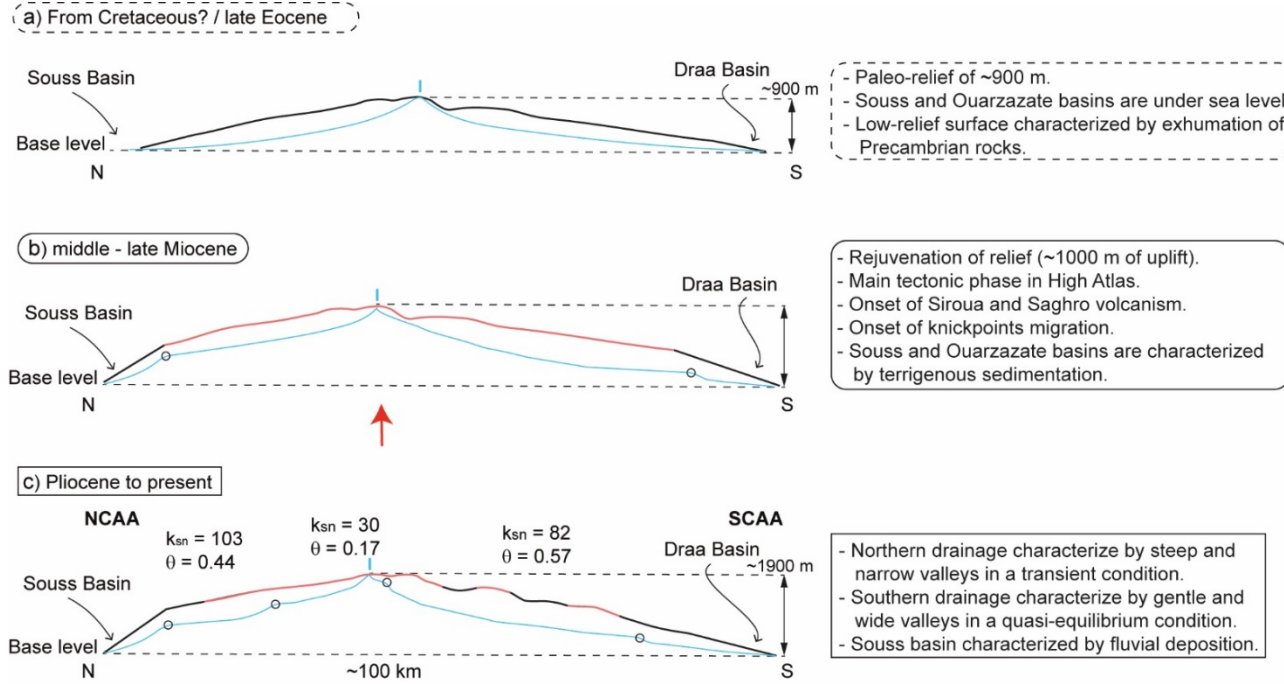 a) From Cretaceous? / late Eocene
Souss Basin
Draa Basin
~900 m
Base level
N
S
- Paleo-relief of ~900 m.
- Souss and Ouarzazate basins are under sea level
- Low-relief surface characterized by exhumation of
Precambrian rocks.
b) middle - late Miocene
Souss Basin
Draa Basin
Base level
N
S
- Rejuvenation of relief (~1000 m of uplift).
- Main tectonic phase in High Atlas.
- Onset of Siroua and Saghro volcanism.
- Onset of knickpoints migration.
- Souss and Ouarzazate basins are characterized
by terrigenous sedimentation.
c) Pliocene to present
NCAA
SCAA
ksn = 103
θ = 0.44
ksn = 30
θ = 0.17
ksn = 82
θ = 0.57
Souss Basin
Draa Basin
~1900 m
Base level
N
~100 km
S
- Northern drainage characterize by steep and
narrow valleys in a transient condition.
- Southern drainage characterize by gentle and
wide valleys in a quasi-equilibrium condition.
- Souss basin characterized by fluvial deposition.